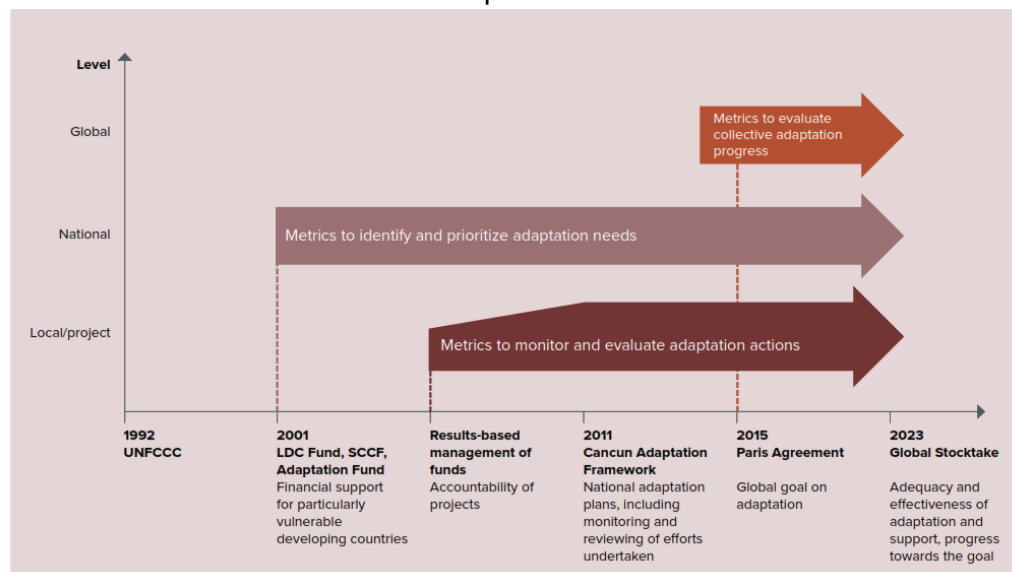 Level
Global
Metrics to evaluate
collective adaptation
progress
National
Metrics to identify and prioritize adaptation needs
Local/project
Metrics to monitor and evaluate adaptation actions
1992
UNFCCC
2001
LDC Fund, SCCF,
Adaptation Fund
Financial support
for particularly
vulnerable
developing countries
Results-based
management of
funds
Accountability of
projects
2011
Cancun Adaptation
Framework
National adaptation
plans, including
monitoring and
reviewing of efforts
undertaken
2015
Paris Agreement
Global goal on
adaptation
2023
Global Stocktake
Adequacy and
effectiveness of
adaptation and
support, progress
towards the goal